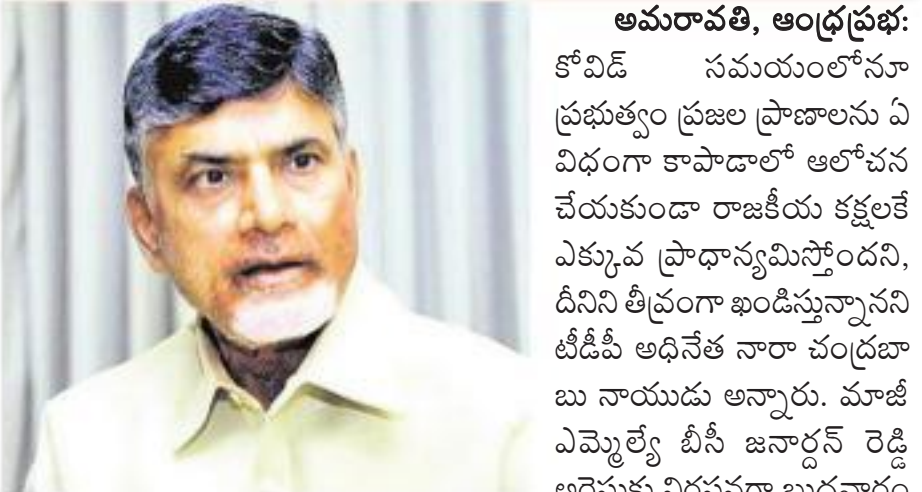 అమరావతి, ఆంధ్రప్రభ:
కోవిడ్ సమయంలోనూ
ప్రభుత్వం ప్రజల ప్రాణాలను ఏ
విధంగా కాపాడాలో ఆలోచన
చేయకుండా రాజకీయ కక్షలకే
ఎక్కువ ప్రాధాన్యమిస్తోందని,
దీనిని తీవ్రంగా ఖండిస్తున్నానని
టీడీపీ అధినేత నారా చంద్రబా
బు నాయుడు అన్నారు. మాజీ
ఎమ్మెల్యే బీసీ జనార్దన్ రెడ్డి